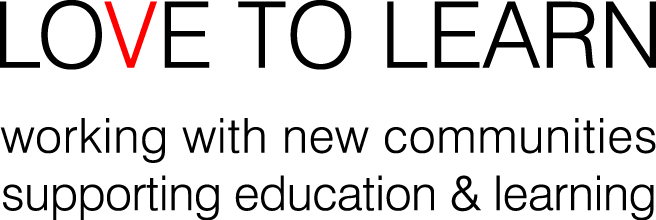 LOVE TO LEARN
working with new communities
supporting education & learning